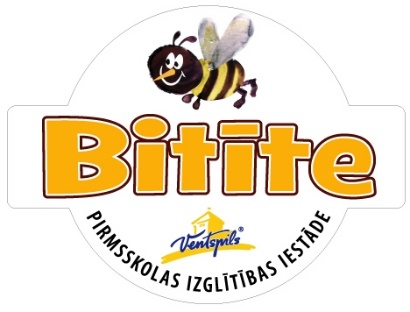 Bitīte
Ventspils®
PIRMSSKOLAS IZGLĪTĪBAS IESTĀDE